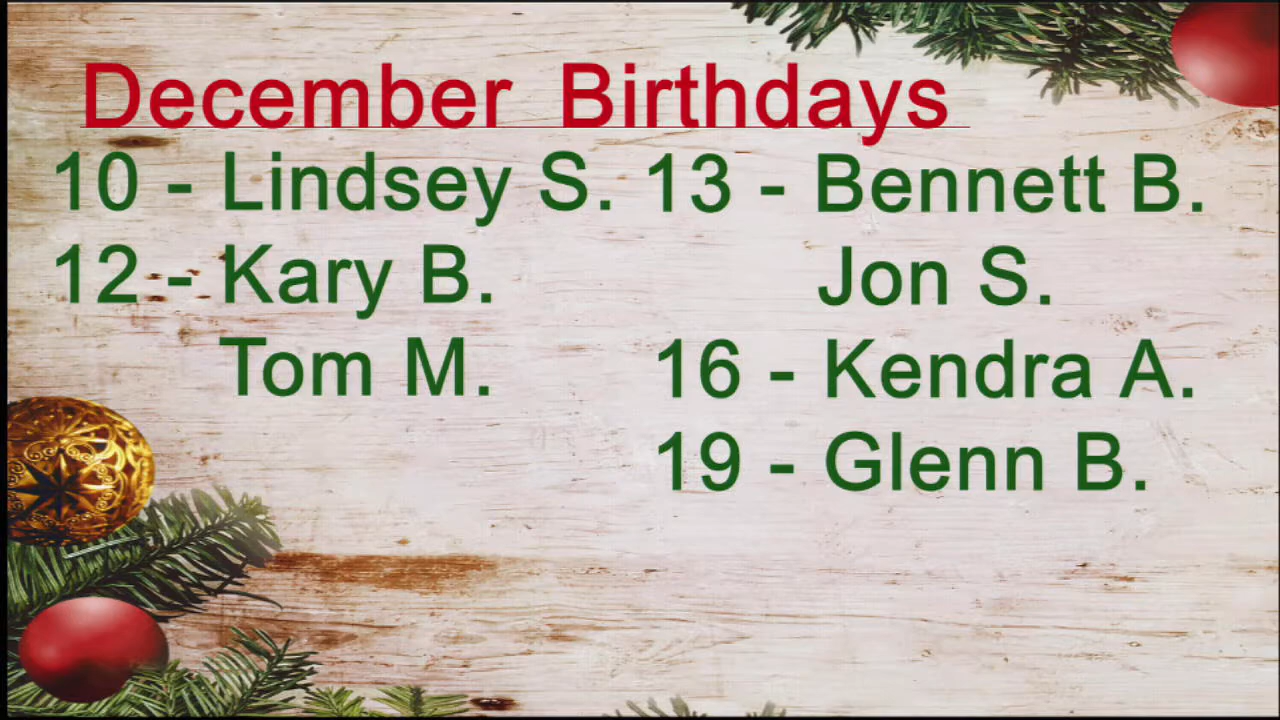 December Birthdays
10 - Lindsey S.
12 - Kary B.
Tom M.
13 - Bennett B.
Jon S.
16 - Kendra A.
19 - Glenn B.